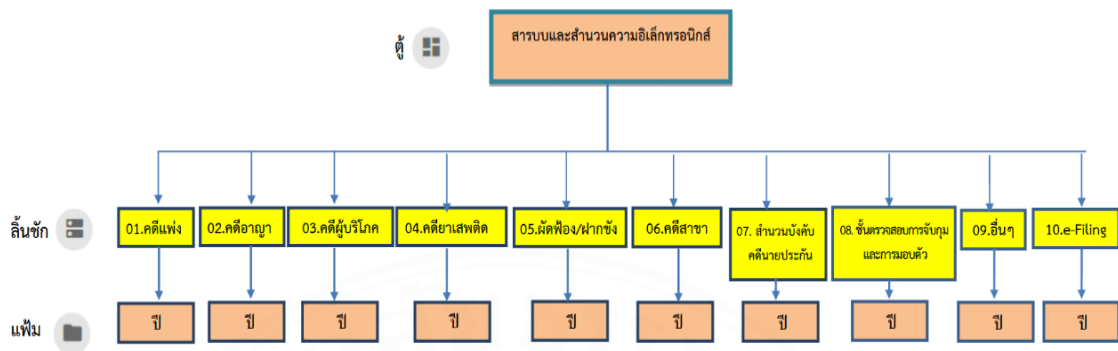 สารบบและสำนวนความอิเล็กทรอนิกส์
ตู้
ลิ้นชัก
01.คดีแพ่ง
02.คดีอาญา
03.คดีผู้บริโภค
04.คดียาเสพติด
05.ผัดฟ้อง/ฝากขัง
06.คดีสาขา
07. สำนวนบังคับ
คดีนายประกัน
08. ชั้นตรวจสอบการจับกุม
และการมอบตัว
09.อื่นๆ
10.e-Filing
แฟ้ม
ปี
ปี
ปี
ปี
ปี
ปี
ปี
ปี
ปี
ปี